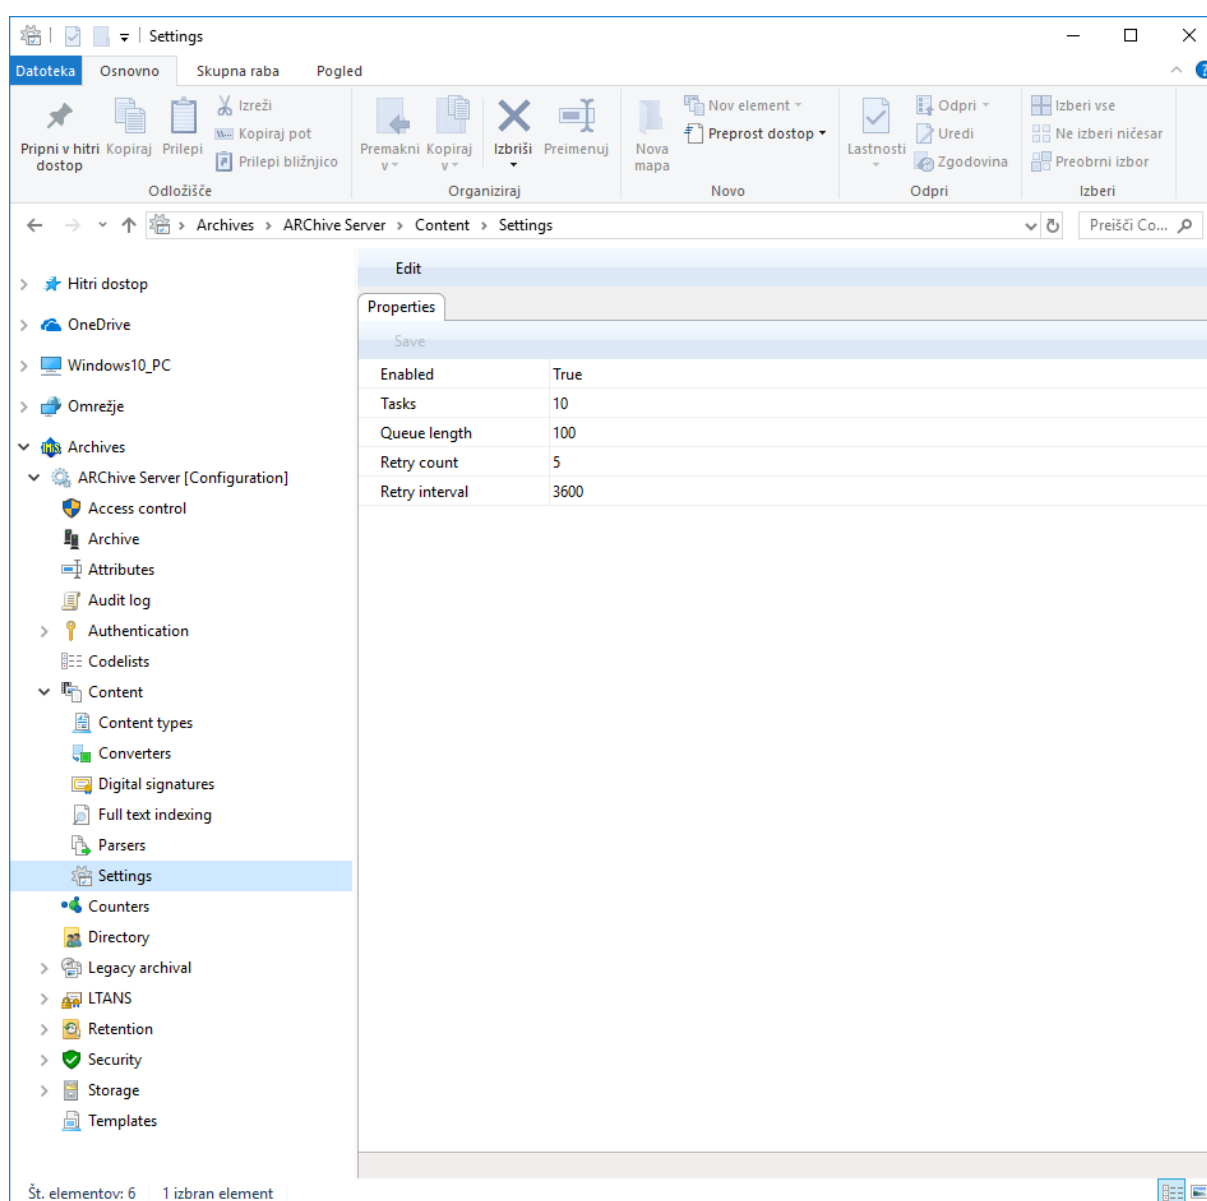 Settings
Datoteka Osnovno Skupna raba Pogled
Pripni v hitri dostop
Kopiraj
Prilepi
Izreži
Kopiraj pot
Prilepi bližnjico
Odložišče
Premakni v
Kopiraj v
Izbriši
Preimenuj
Organiziraj
Nova mapa
Nov element
Preprost dostop
Novo
Lastnosti
Odpri
Uredi
Zgodovina
Odpri
Izberi vse
Ne izberi ničesar
Preobrni izbor
Izberi
Archives > ARChive Server > Content > Settings
Preišči Co...
Hitri dostop
OneDrive
Windows10_PC
Omrežje
Archives
ARChive Server [Configuration]
Access control
Archive
Attributes
Audit log
Authentication
Codelists
Content
Content types
Converters
Digital signatures
Full text indexing
Parsers
Settings
Counters
Directory
Legacy archival
LTANS
Retention
Security
Storage
Templates
Edit
Properties
Save
Enabled True
Tasks 10
Queue length 100
Retry count 5
Retry interval 3600
Št. elementov: 6 1 izbran element